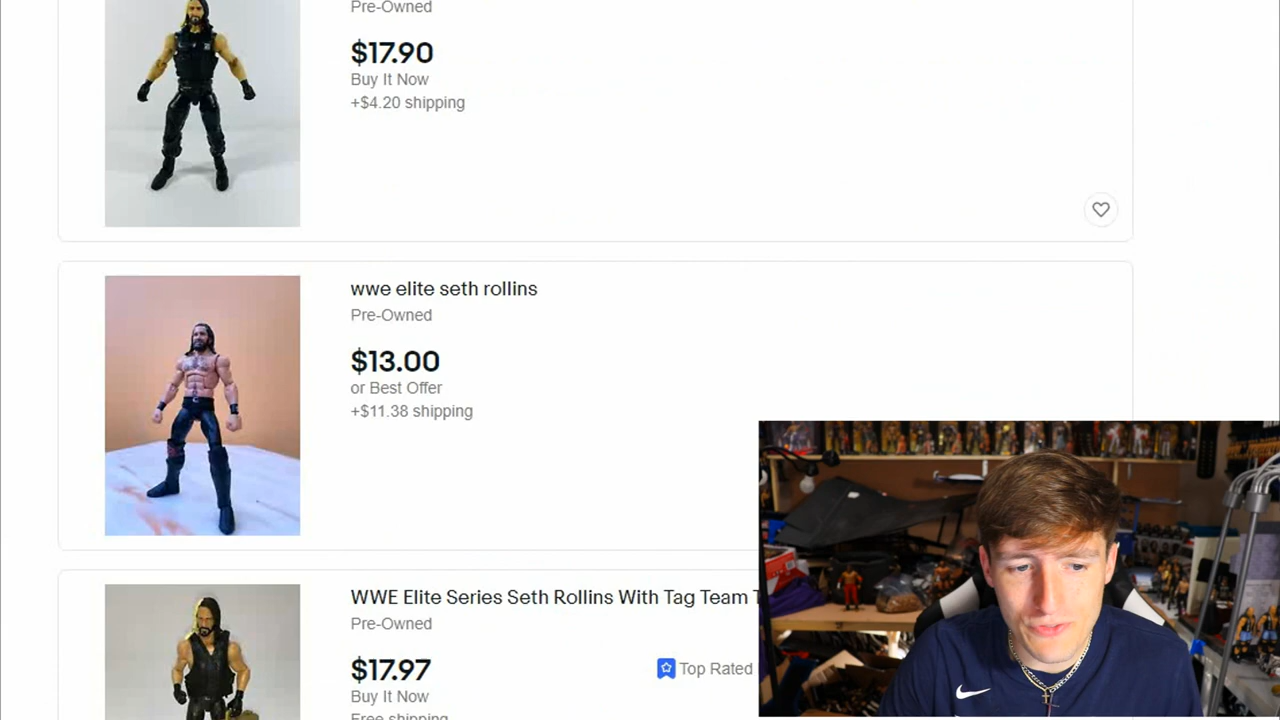 Pre-Owned
$17.90
Buy It Now
+$4.20 shipping
wwe elite seth rollins
Pre-Owned
$13.00
or Best Offer
+$11.38 shipping
WWE Elite Series Seth Rollins With Tag Team
Pre-Owned
$17.97
Top Rated
Buy It Now
Free shipping